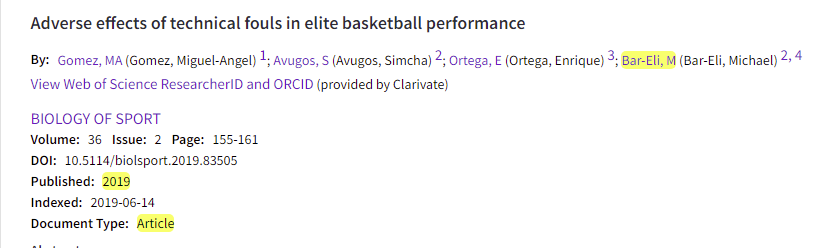 Adverse effects of technical fouls in elite basketball performance
By: Gomez, MA (Gomez, Miguel-Angel) 1; Avugos, S (Avugos, Simcha) 2; Ortega, E (Ortega, Enrique) 3; Bar-Eli, M (Bar-Eli, Michael) 2, 4
View Web of Science ResearcherID and ORCID (provided by Clarivate)
BIOLOGY OF SPORT
Volume: 36 Issue: 2 Page: 155-161
DOI: 10.5114/biolsport.2019.83505
Published: 2019
Indexed: 2019-06-14
Document Type: Article